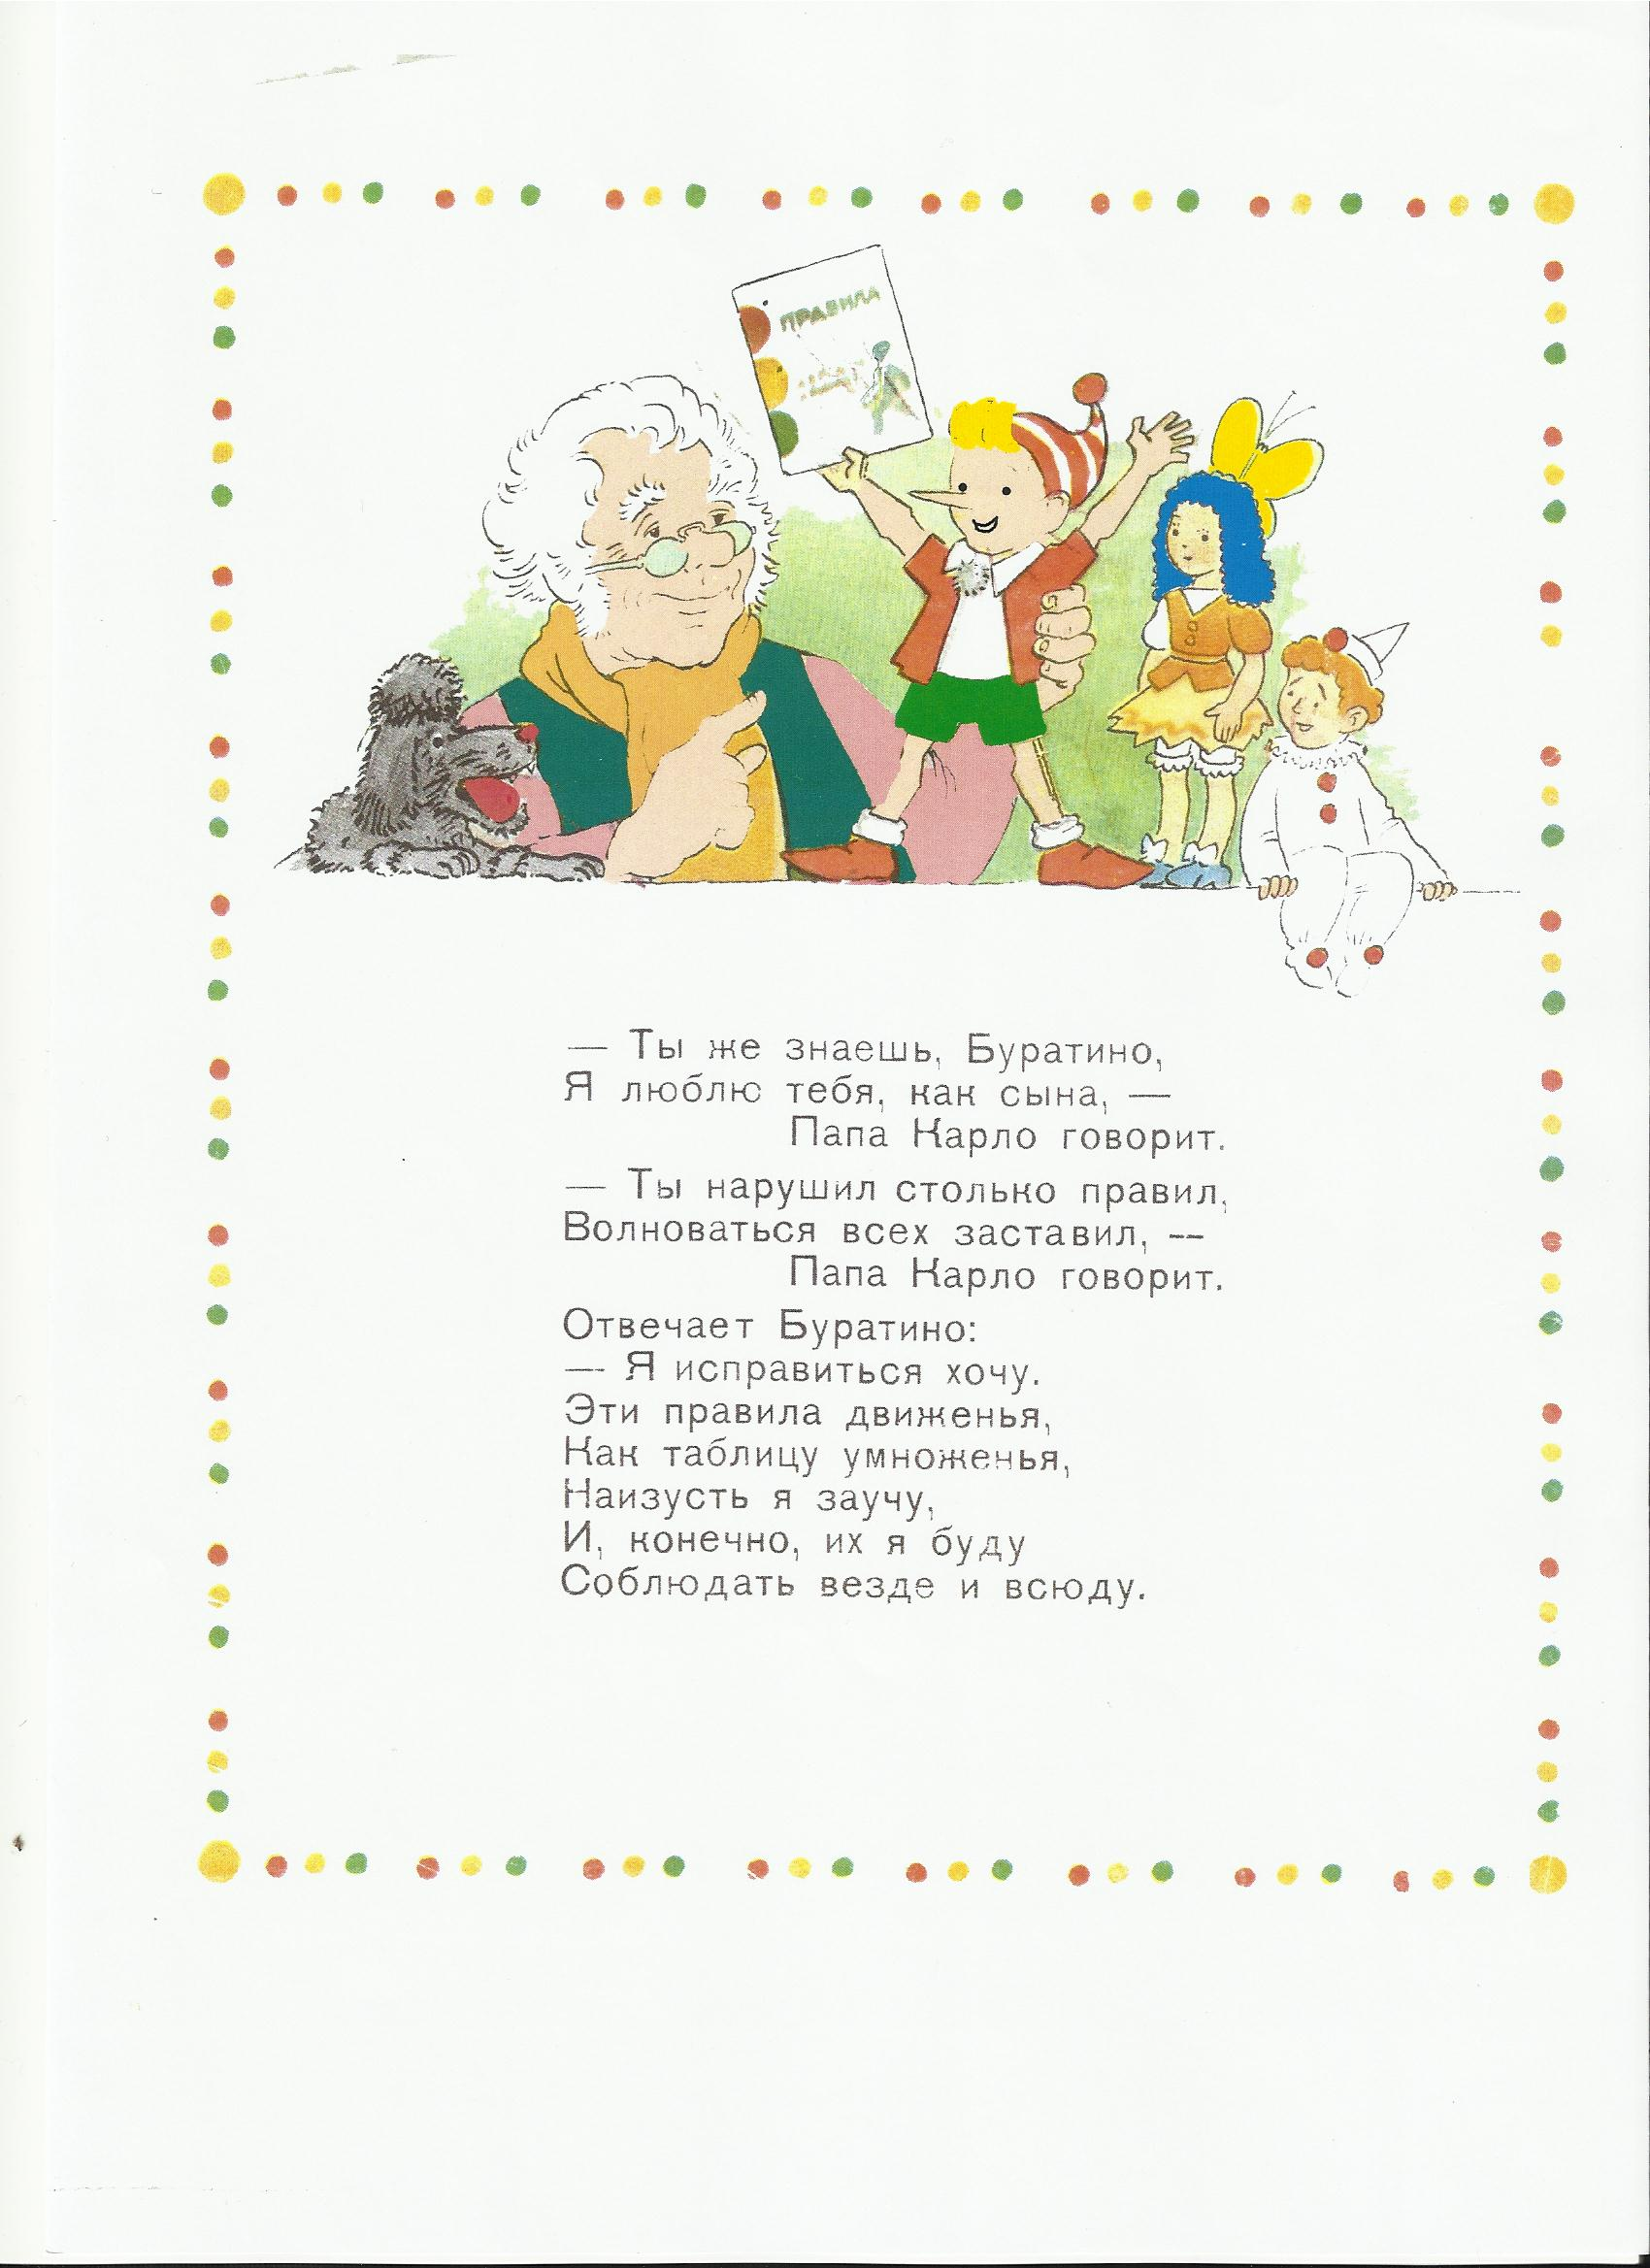 ПРАВИЛА
— Ты же знаешь, Буратино,
Я люблю тебя, как сына, —
Папа Карло говорит.
— Ты нарушил столько правил,
Волноваться всех заставил, —
Папа Карло говорит.
Отвечает Буратино:
— Я исправиться хочу.
Эти правила движенья,
Как таблицу умноженья,
Наизусть я заучу,
И, конечно, их я буду
Соблюдать везде и всюду.